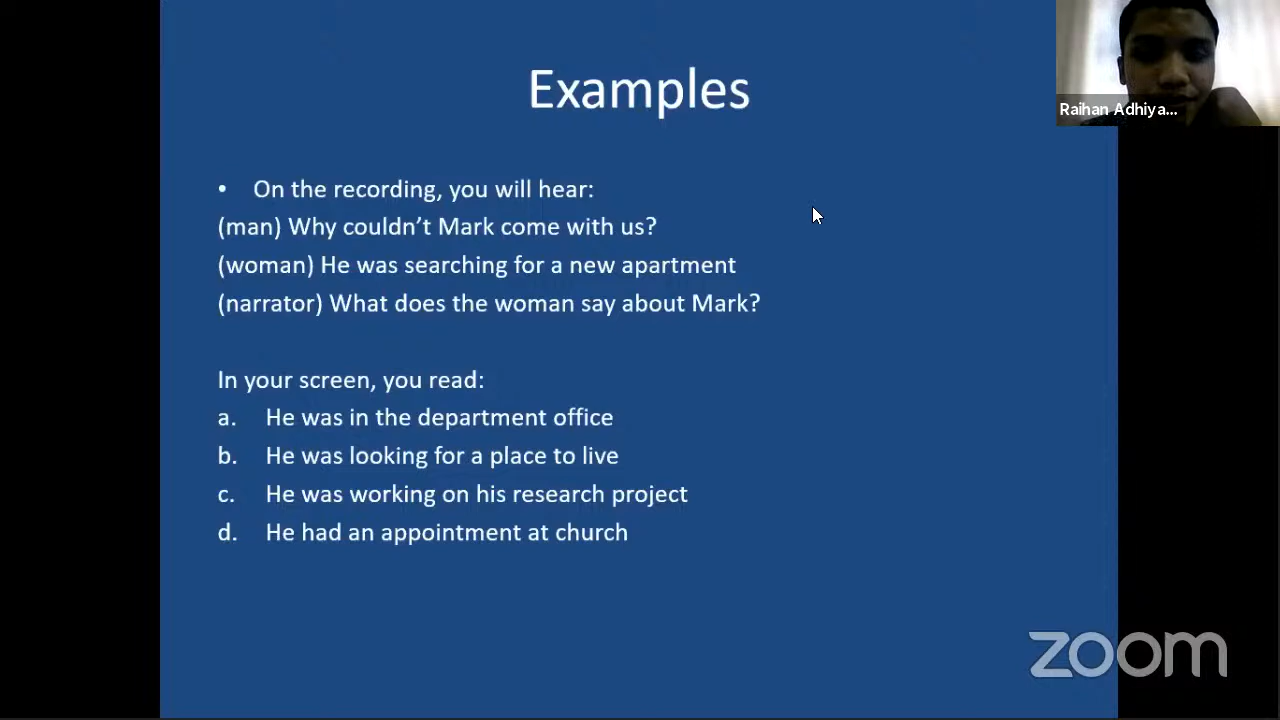 Examples
Raihan Adhiya...
• On the recording, you will hear:
(man) Why couldn’t Mark come with us?
(woman) He was searching for a new apartment
(narrator) What does the woman say about Mark?
In your screen, you read:
a. He was in the department office
b. He was looking for a place to live
c. He was working on his research project
d. He had an appointment at church
zoom